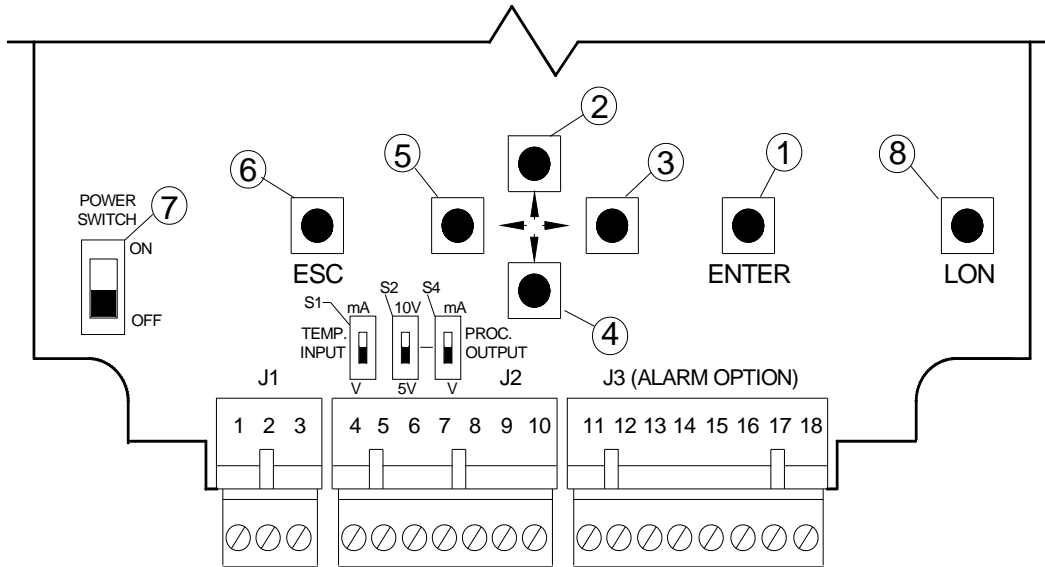 2
6
5
3
1
8
POWER
SWITCH
7
ON
OFF
ESC
ENTER
LON
4
S1
mA
S2
10V
S4
mA
TEMP.
INPUT
PROC.
OUTPUT
V
5V
V
J1
J2
J3 (ALARM OPTION)
1 2 3
4 5 6 7 8 9 10
11 12 13 14 15 16 17 18